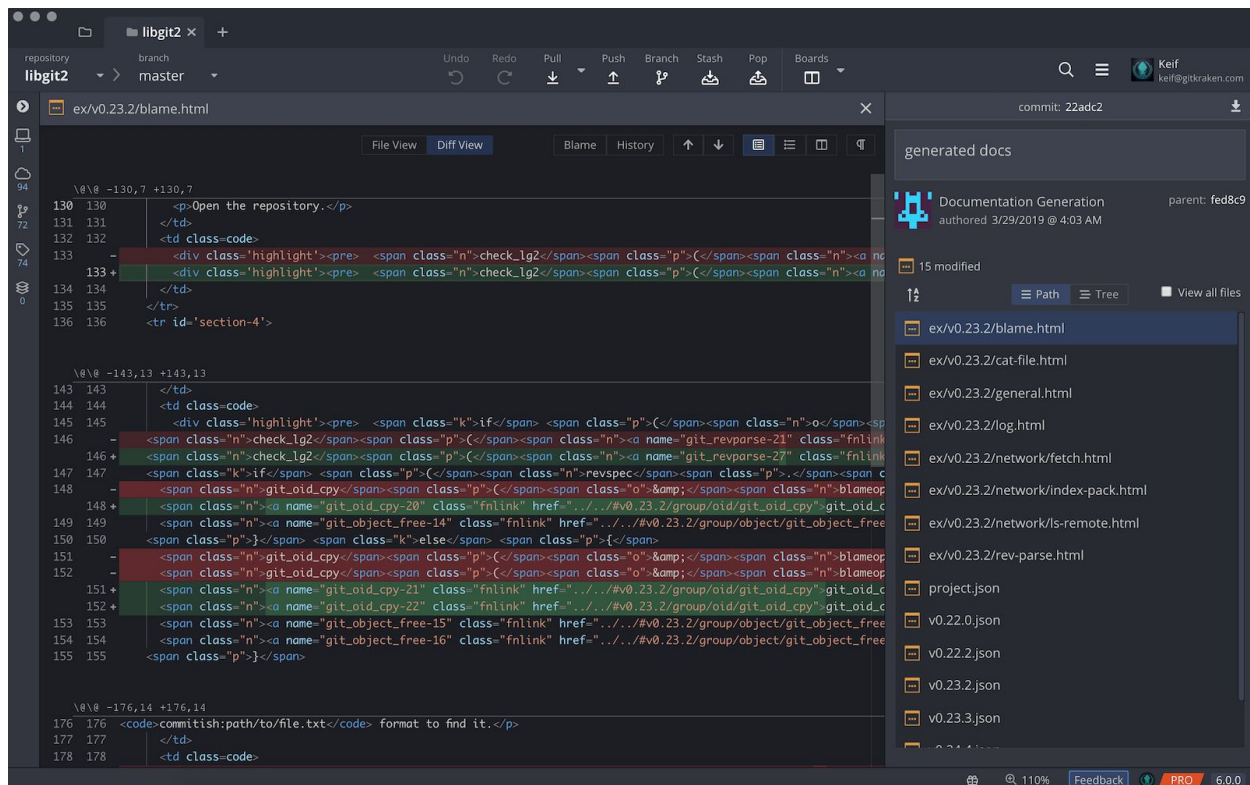 libgit2
repository
libgit2
branch
master
Undo
Redo
Pull
Push
Branch
Stash
Pop
Boards
Keif
keif@gitkraken.com
1
94
72
74
0
ex/v0.23.2/blame.html
File View
Diff View
Blame
History
\@\@ -130,7 +130,7
130 130 <p>Open the repository.</p>
131 131 </td>
132 132 <td class=code>
133 - <div class='highlight'><pre> <span class="n">check_lg2</span><span class="p">(</span><span class="n"><a na
133 + <div class='highlight'><pre> <span class="n">check_lg2</span><span class="p">(</span><span class="n"><a na
134 134 </td>
135 135 </tr>
136 136 <tr id='section-4'>
\@\@ -143,13 +143,13
143 143 </td>
144 144 <td class=code>
145 145 <div class='highlight'><pre> <span class="k">if</span> <span class="p">(</span><span class="n">o</span><sp
146 - <span class="n">check_lg2</span><span class="p">(</span><span class="n"><a name="git_revparse-21" class="fnlink
146 + <span class="n">check_lg2</span><span class="p">(</span><span class="n"><a name="git_revparse-27" class="fnlink
147 147 <span class="k">if</span> <span class="p">(</span><span class="n">revspec</span><span class="p">.</span><span c
148 - <span class="n">git_oid_cpy</span><span class="p">(</span><span class="o">&amp;</span><span class="n">blameop
148 + <span class="n"><a name="git_oid_cpy-20" class="fnlink" href="../../#v0.23.2/group/oid/git_oid_cpy">git_oid_c
149 149 <span class="n"><a name="git_object_free-14" class="fnlink" href="../../#v0.23.2/group/object/git_object_free
150 150 <span class="p">}</span> <span class="k">else</span> <span class="p">{</span>
151 - <span class="n">git_oid_cpy</span><span class="p">(</span><span class="o">&amp;</span><span class="n">blameop
152 - <span class="n">git_oid_cpy</span><span class="p">(</span><span class="o">&amp;</span><span class="n">blameop
151 + <span class="n"><a name="git_oid_cpy-21" class="fnlink" href="../../#v0.23.2/group/oid/git_oid_cpy">git_oid_c
152 + <span class="n"><a name="git_oid_cpy-22" class="fnlink" href="../../#v0.23.2/group/oid/git_oid_cpy">git_oid_c
153 153 <span class="n"><a name="git_object_free-15" class="fnlink" href="../../#v0.23.2/group/object/git_object_free
154 154 <span class="n"><a name="git_object_free-16" class="fnlink" href="../../#v0.23.2/group/object/git_object_free
155 155 <span class="p">}</span>
\@\@ -176,14 +176,14
176 176 <code>commitish:path/to/file.txt</code> format to find it.</p>
177 177 </td>
178 178 <td class=code>
commit: 22adc2
generated docs
Documentation Generation
authored 3/29/2019 @ 4:03 AM
parent: fed8c9
15 modified
Path
Tree
View all files
ex/v0.23.2/blame.html
ex/v0.23.2/cat-file.html
ex/v0.23.2/general.html
ex/v0.23.2/log.html
ex/v0.23.2/network/fetch.html
ex/v0.23.2/network/index-pack.html
ex/v0.23.2/network/ls-remote.html
ex/v0.23.2/rev-parse.html
project.json
v0.22.0.json
v0.22.2.json
v0.23.2.json
v0.23.3.json
110%
Feedback
PRO
6.0.0